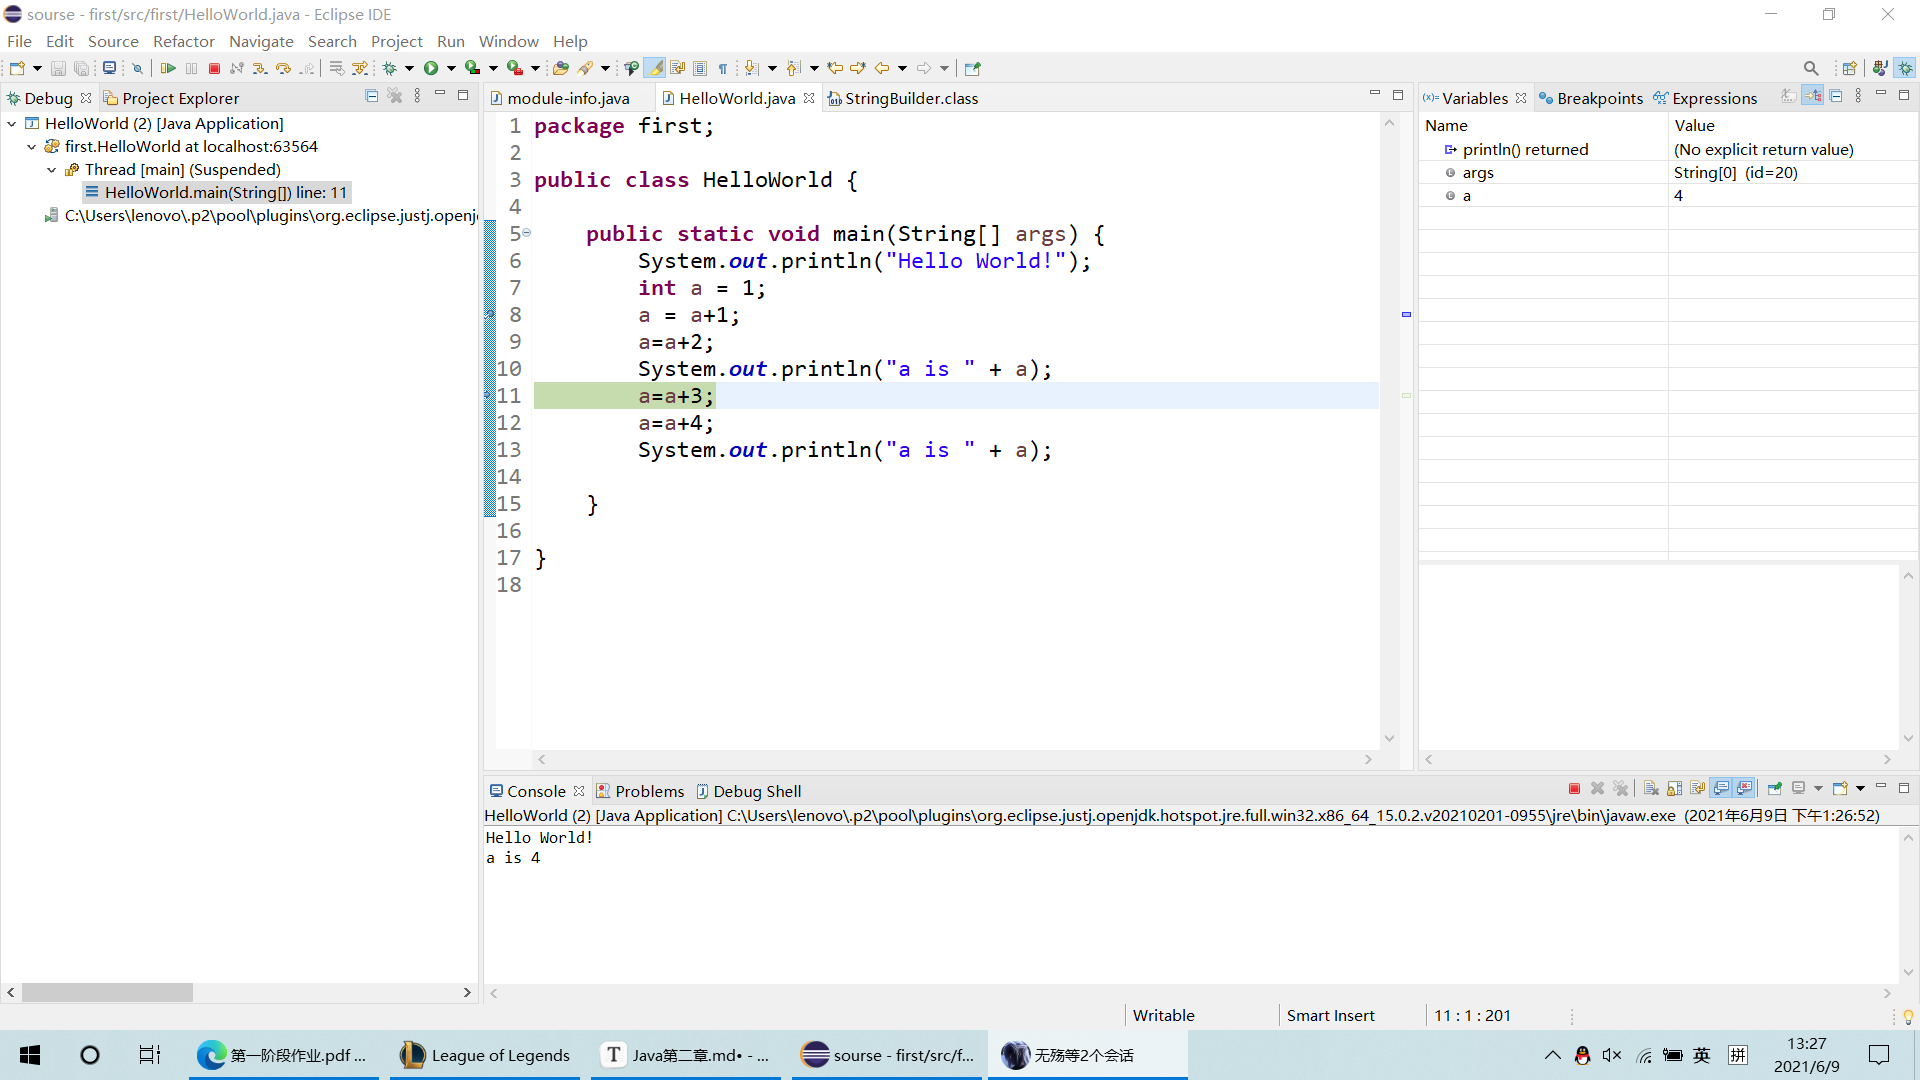 sourse - first/src/first/HelloWorld.java - Eclipse IDE
File Edit Source Refactor Navigate Search Project Run Window Help
Debug
Project Explorer
HelloWorld (2) [Java Application]
first.HelloWorld at localhost:63564
Thread [main] (Suspended)
HelloWorld.main(String[]) line: 11
C:\Users\lenovo\.p2\pool\plugins\org.eclipse.justj.openj
module-info.java
HelloWorld.java
StringBuilder.class
1 package first;
2
3 public class HelloWorld {
4
5 public static void main(String[] args) {
6 System.out.println("Hello World!");
7 int a = 1;
8 a = a+1;
9 a=a+2;
10 System.out.println("a is " + a);
11 a=a+3;
12 a=a+4;
13 System.out.println("a is " + a);
14
15 }
16
17 }
18
(x)= Variables
Breakpoints
Expressions
Name Value
println() returned (No explicit return value)
args String[0] (id=20)
a 4
Console
Problems
Debug Shell
HelloWorld (2) [Java Application] C:\Users\lenovo\.p2\pool\plugins\org.eclipse.justj.openjdk.hotspot.jre.full.win32.x86_64_15.0.2.v20210201-0955\jre\bin\javaw.exe (2021年6月9日 下午1:26:52)
Hello World!
a is 4
Writable
Smart Insert
11 : 1 : 201
第一阶段作业.pdf ...
League of Legends
T Java第二章.md• - ...
sourse - first/src/f...
无殇等2个会话
英
拼
13:27
2021/6/9